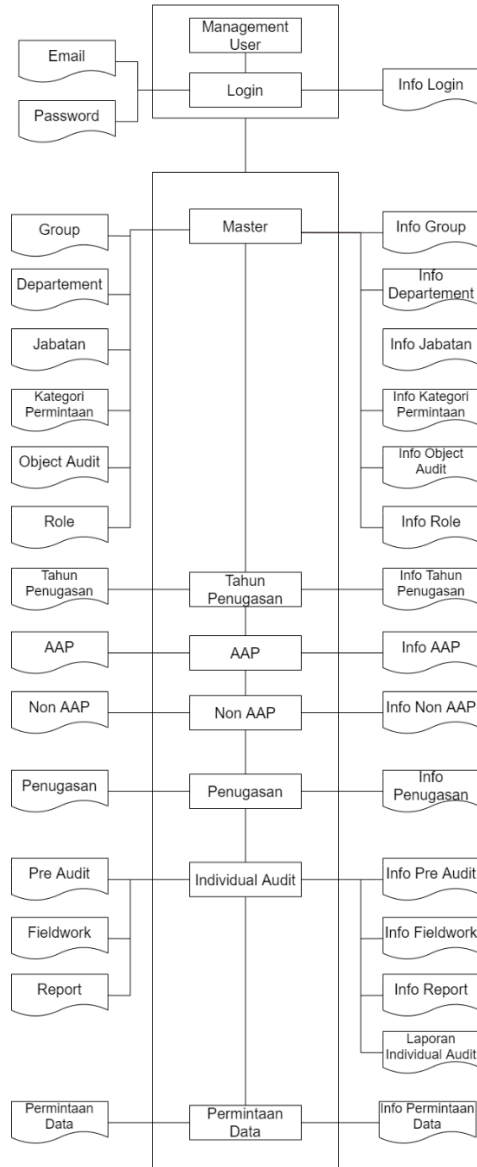 Management
User
Email
Login
Info Login
Password
Group
Master
Info Group
Departement
Info
Departement
Jabatan
Info Jabatan
Kategori
Permintaan
Info Kategori
Permintaan
Object Audit
Info Object
Audit
Role
Info Role
Tahun
Penugasan
Tahun
Penugasan
Info Tahun
Penugasan
AAP
AAP
Info AAP
Non AAP
Non AAP
Info Non AAP
Penugasan
Penugasan
Info
Penugasan
Pre Audit
Individual Audit
Info Pre Audit
Fieldwork
Info Fieldwork
Report
Info Report
Laporan
Individual Audit
Permintaan
Data
Permintaan
Data
Info Permintaan
Data